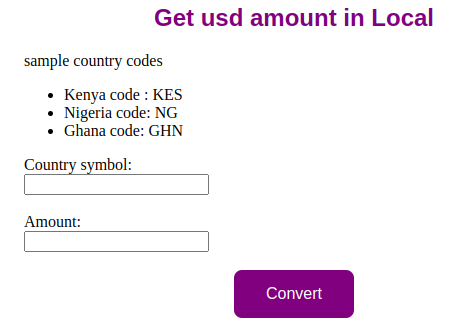 Get usd amount in Local
sample country codes
Kenya code : KES
Nigeria code: NG
Ghana code: GHN
Country symbol:
Amount:
Convert